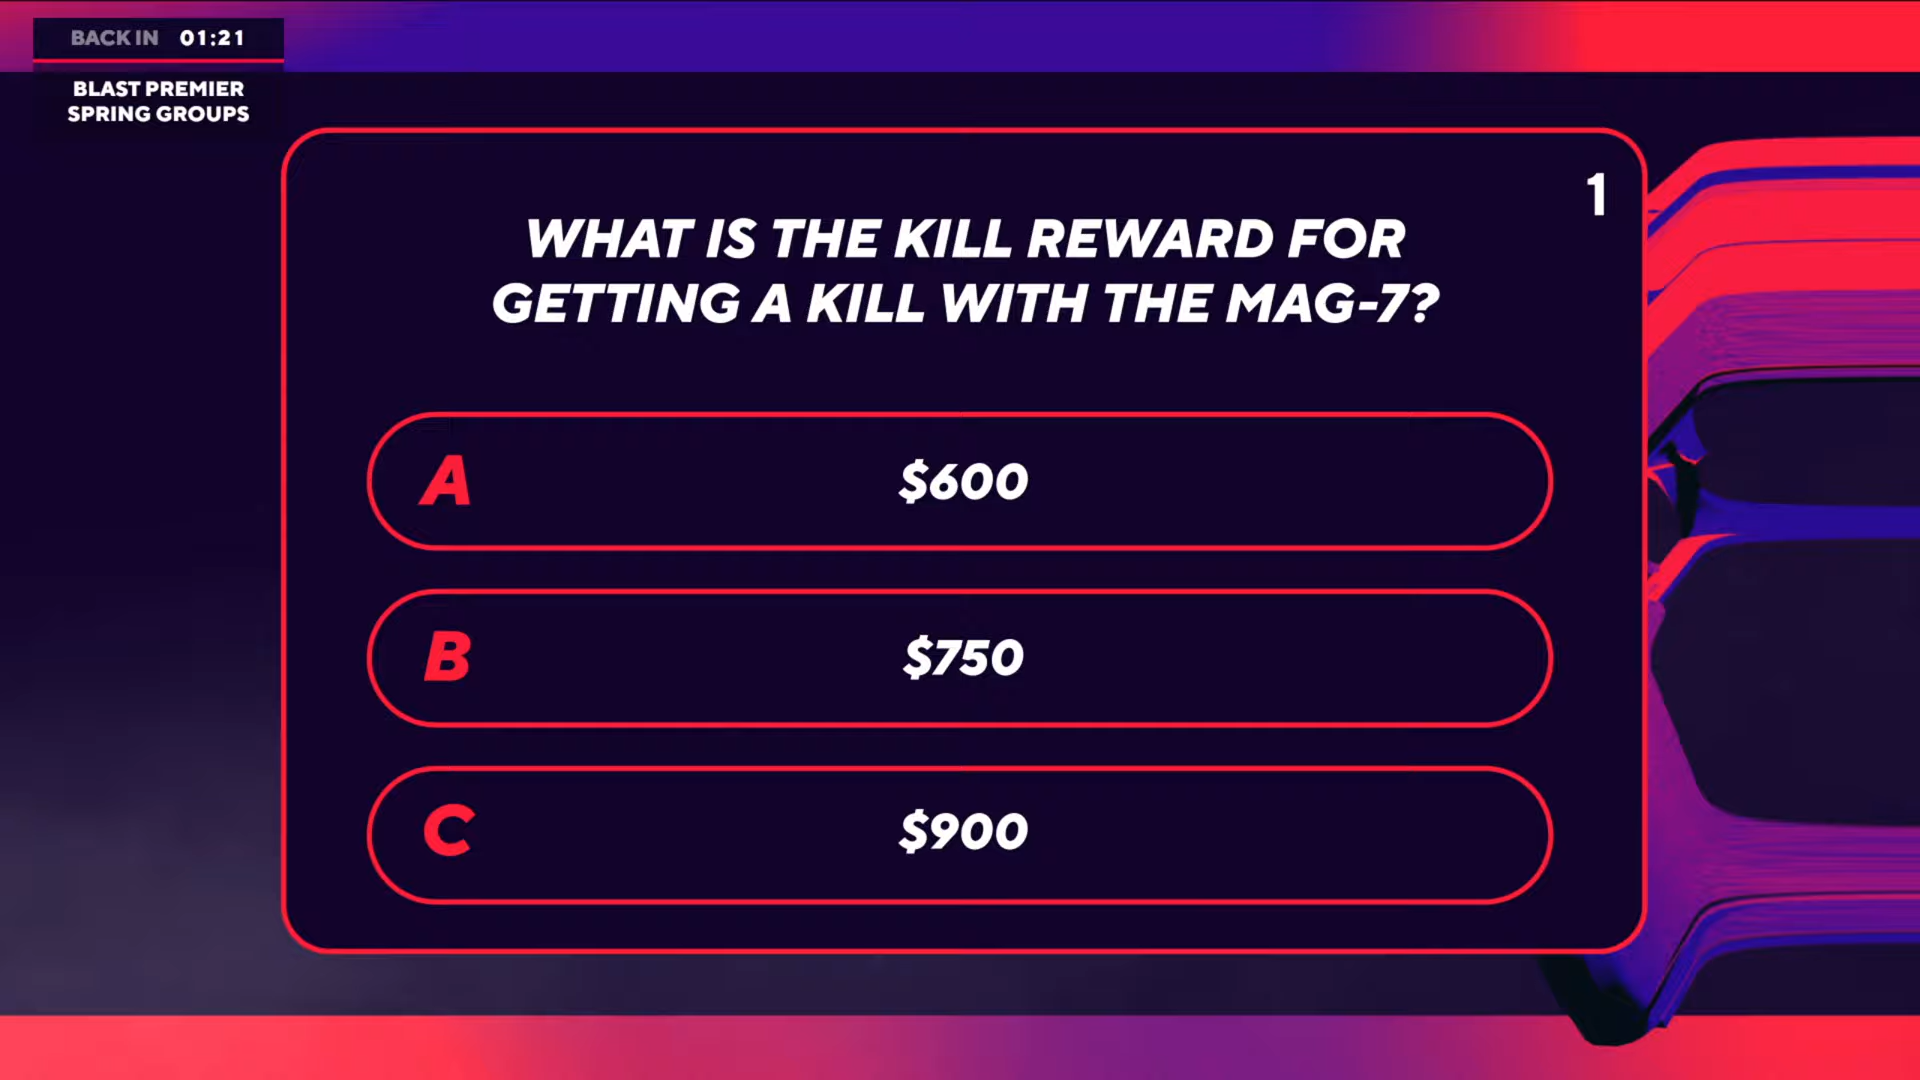 BACK IN 01:21
BLAST PREMIER
SPRING GROUPS
1
WHAT IS THE KILL REWARD FOR
GETTING A KILL WITH THE MAG-7?
A $600
B $750
C $900